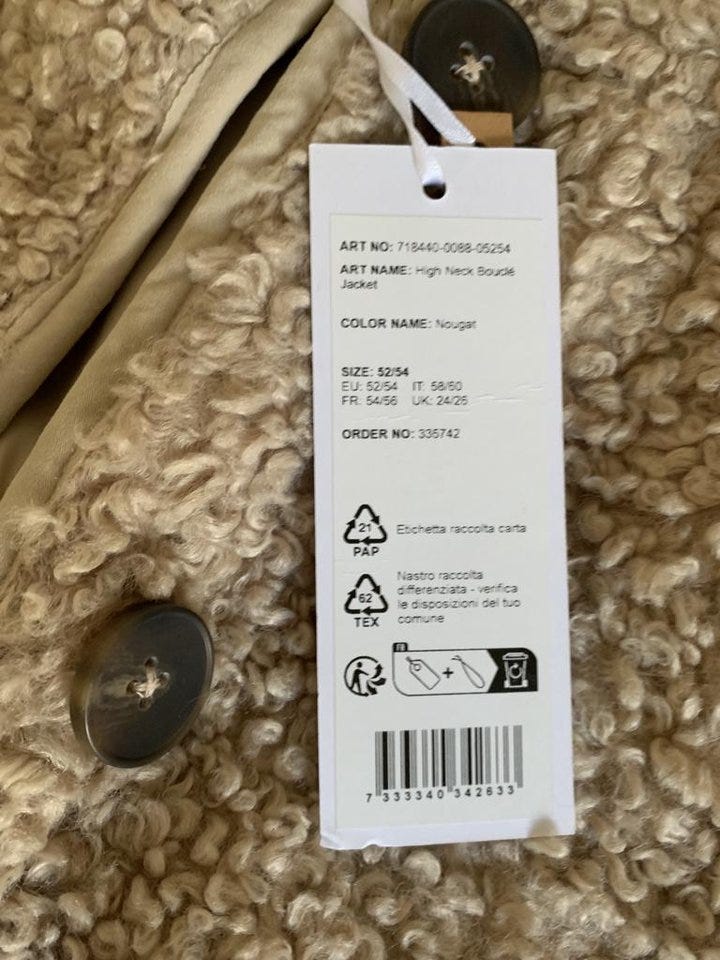 ART NO: 718440-0088-05254
ART NAME: High Neck Bouclé
Jacket
COLOR NAME: Nougat
SIZE: 52/54
EU: 52/54 IT: 58/60
FR: 54/56 UK: 24/26
ORDER NO: 335742
21
PAP
Etichetta raccolta carta
62
TEX
Nastro raccolta
differenziata - verifica
le disposizioni del tuo
comune
FR
+
7 333340 342633